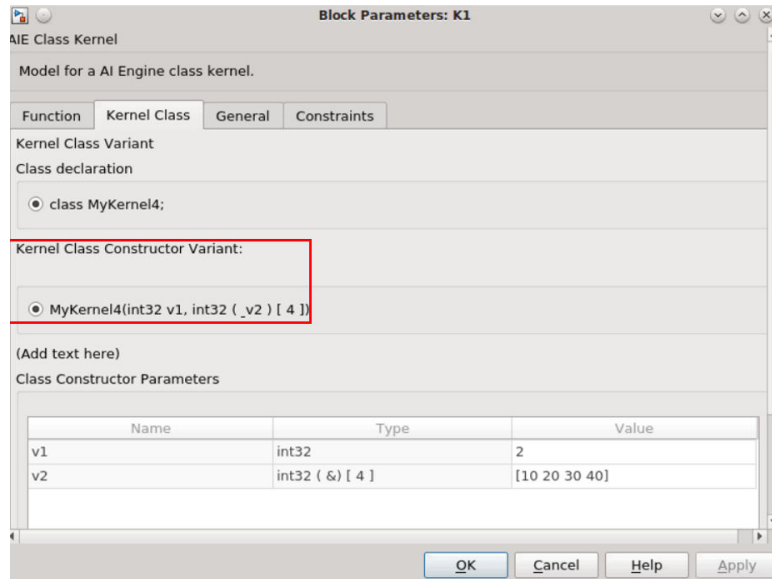 Block Parameters: K1
AIE Class Kernel
Model for a AI Engine class kernel.
Function Kernel Class General Constraints
Kernel Class Variant
Class declaration
class MyKernel4;
Kernel Class Constructor Variant:
MyKernel4(int32 v1, int32 ( _v2 ) [ 4 ])
(Add text here)
Class Constructor Parameters
Name Type Value
v1 int32 2
v2 int32 ( &) [ 4 ] [10 20 30 40]
OK Cancel Help Apply